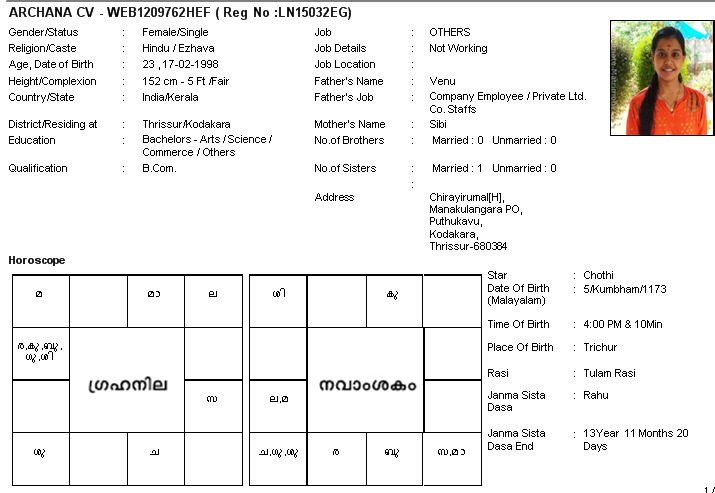 ARCHANA CV - WEB1209762HEF ( Reg No :LN15032EG)
Gender/Status : Female/Single
Religion/Caste : Hindu / Ezhava
Age, Date of Birth : 23 ,17-02-1998
Height/Complexion : 152 cm - 5 Ft /Fair
Country/State : India/Kerala
District/Residing at : Thrissur/Kodakara
Education : Bachelors - Arts / Science /
Commerce / Others
Qualification : B.Com.
Job : OTHERS
Job Details : Not Working
Job Location :
Father's Name : Venu
Father's Job : Company Employee / Private Ltd.
Co. Staffs
Mother's Name : Sibi
No.of Brothers : Married : 0 Unmarried : 0
No.of Sisters : Married : 1 Unmarried : 0
:
Address Chirayirumal[H],
Manakulangara PO,
Puthukavu,
Kodakara,
Thrissur-680384
Horoscope
മ മാ ല
ര,കു,ബു,
ഗു,ശി
ഗ്രഹനില
സ
ശു ച
ശി കു
നവാംശകം
ല,മ
ച,ഗു,ശു ര ബു സ,മാ
Star : Chothi
Date Of Birth : 5/Kumbham/1173
(Malayalam)
Time Of Birth : 4:00 PM & 10Min
Place Of Birth : Trichur
Rasi : Tulam Rasi
Janma Sista : Rahu
Dasa
Janma Sista : 13Year 11 Months 20
Dasa End Days
1 /